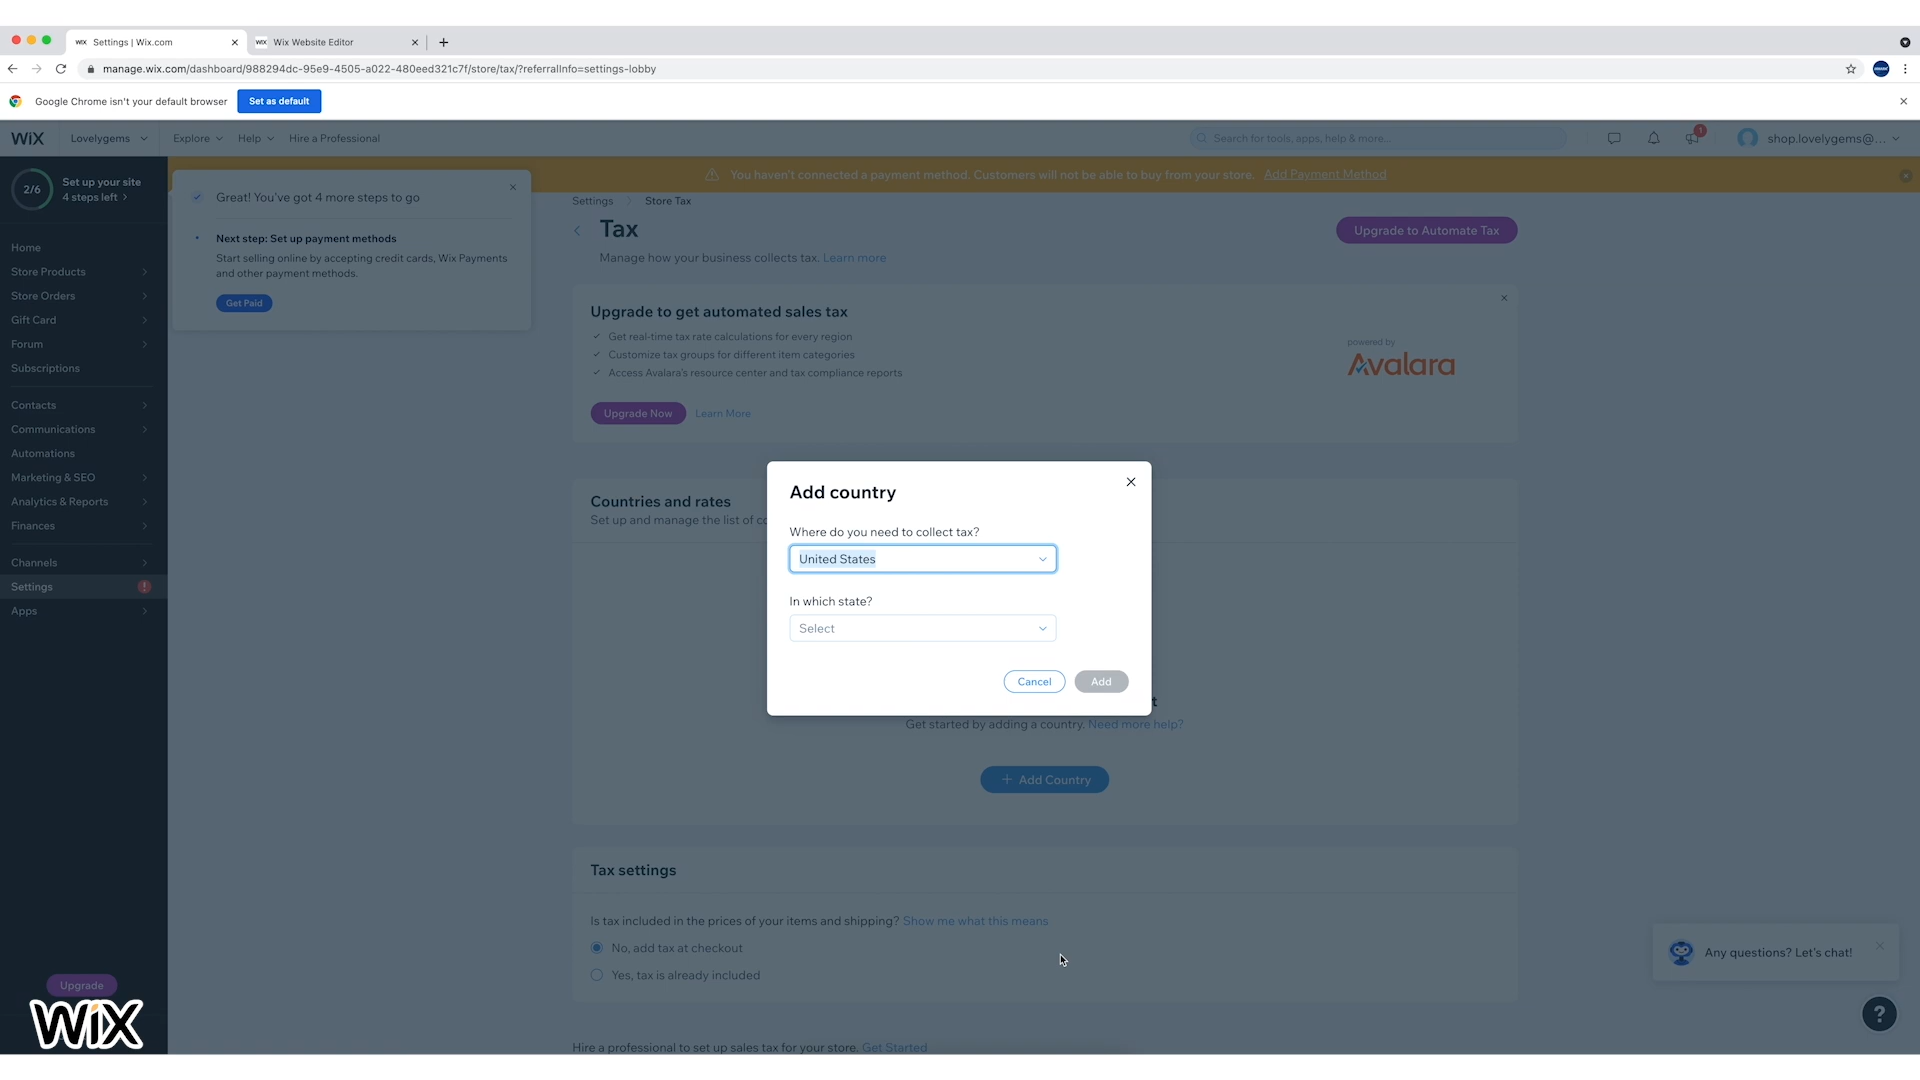 WiX Settings | Wix.com
WiX Wix Website Editor
manage.wix.com/dashboard/988294dc-95e9-4505-a022-480eed321c7f/store/tax/?referralInfo=settings-lobby
Google Chrome isn't your default browser
Set as default
WiX
Lovelygems
Explore
Help
Hire a Professional
Search for tools, apps, help & more...
1
shop.lovelygems@...
2/6
Set up your site
4 steps left
You haven't connected a payment method. Customers will not be able to buy from your store. Add Payment Method
Great! You've got 4 more steps to go
Next step: Set up payment methods
Start selling online by accepting credit cards, Wix Payments
and other payment methods.
Get Paid
Settings
Store Tax
Tax
Upgrade to Automate Tax
Manage how your business collects tax. Learn more
Home
Store Products
Store Orders
Gift Card
Forum
Subscriptions
Contacts
Communications
Automations
Marketing & SEO
Analytics & Reports
Finances
Channels
Settings
!
Apps
Upgrade
WiX
Upgrade to get automated sales tax
Get real-time tax rate calculations for every region
Customize tax groups for different item categories
Access Avalara's resource center and tax compliance reports
powered by
Avalara
Upgrade Now
Learn More
Countries and rates
Set up and manage the list of co
Add country
Where do you need to collect tax?
United States
In which state?
Select
Cancel
Add
t
Get started by adding a country. Need more help?
+ Add Country
Tax settings
Is tax included in the prices of your items and shipping? Show me what this means
No, add tax at checkout
Yes, tax is already included
Any questions? Let's chat!
?
Hire a professional to set up sales tax for your store. Get Started